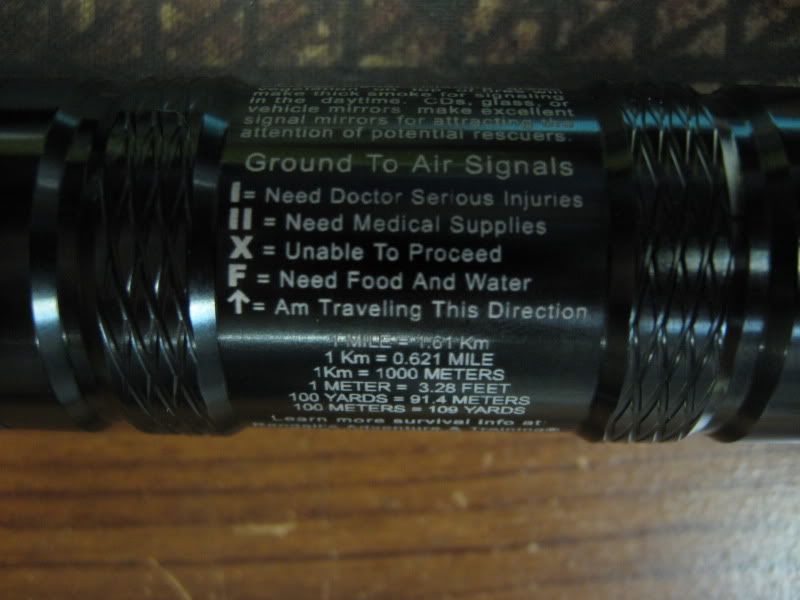 make thick smoke for signaling
in the daytime. CDs, glass, or
vehicle mirrors make excellent
signal mirrors for attracting the
attention of potential rescuers.
Ground To Air Signals
I = Need Doctor Serious Injuries
II = Need Medical Supplies
X = Unable To Proceed
F = Need Food And Water
↑ = Am Traveling This Direction
1 MILE = 1.61 Km
1 Km = 0.621 MILE
1Km = 1000 METERS
1 METER = 3.28 FEET
100 YARDS = 91.4 METERS
100 METERS = 109 YARDS
Learn more survival info at:
Adventure & Training